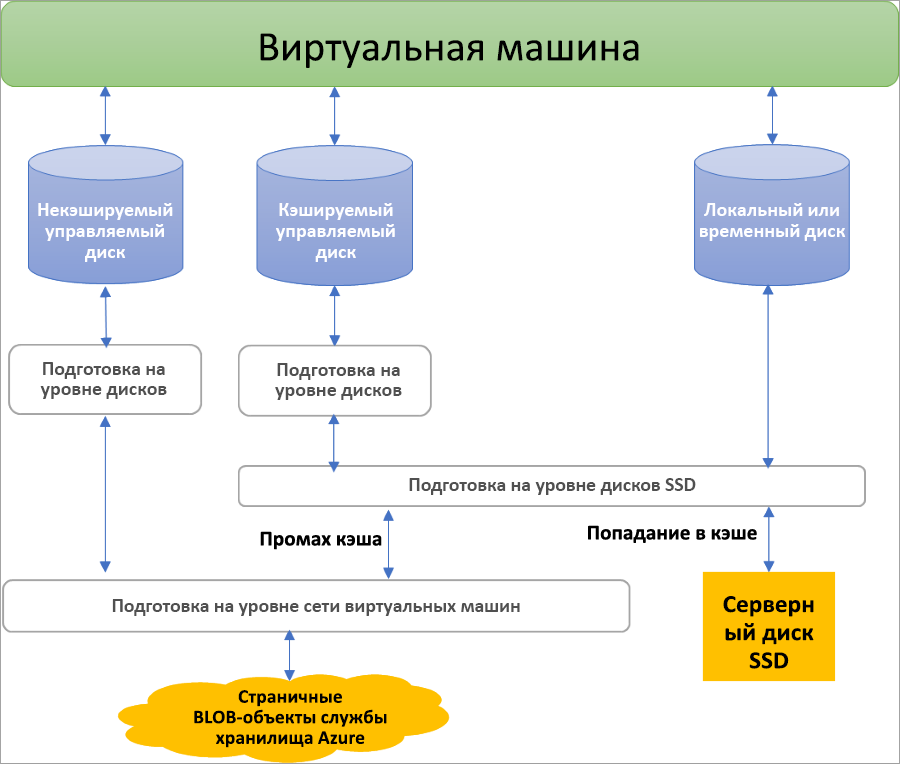 Виртуальная машина
Некэшируемый
управляемый
диск
Кэшируемый
управляемый
диск
Локальный или
временный диск
Подготовка на
уровне дисков
Подготовка на
уровне дисков
Подготовка на уровне дисков SSD
Промах кэша
Попадание в кэше
Подготовка на уровне сети виртуальных машин
Серверн
ый диск
SSD
Страничные
BLOB-объекты службы
хранилища Azure